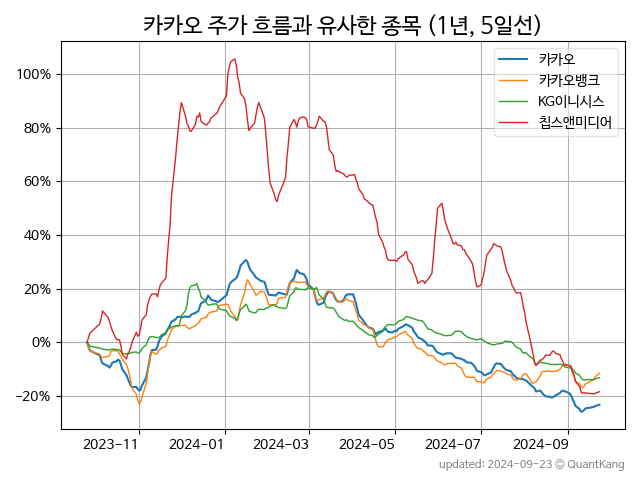 카카오 주가 흐름과 유사한 종목 (1년, 5일선)
카카오
카카오뱅크
KG이니시스
칩스앤미디어
100%
80%
60%
40%
20%
0%
−20%
2023-11
2024-01
2024-03
2024-05
2024-07
2024-09
updated: 2024-09-23 © QuantKang